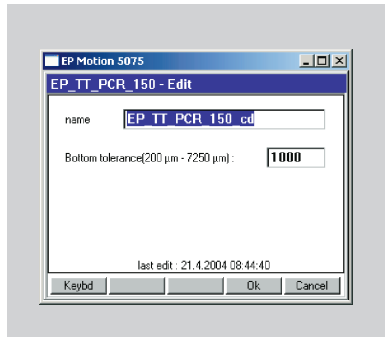 EP Motion 5075
EP_TT_PCR_150 - Edit
name EP_TT_PCR_150_cd
Bottom tolerance(200 µm - 7250 µm) : 1000
last edit : 21.4.2004 08:44:40
Keybd Ok Cancel